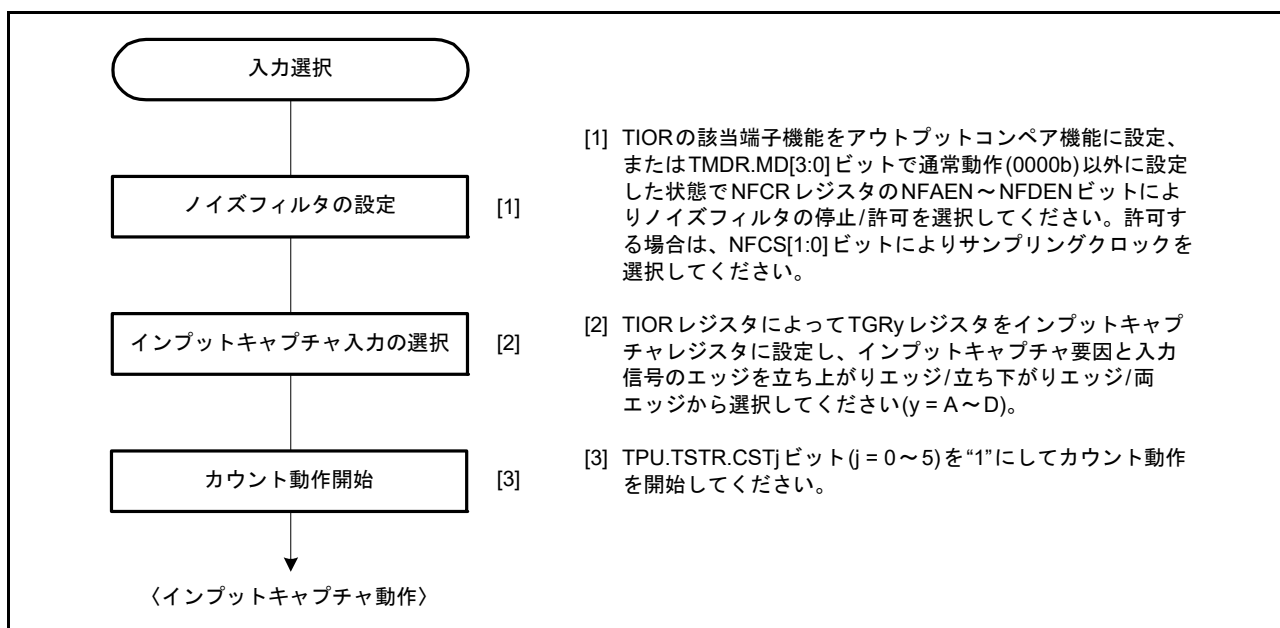 入力選択
ノイズフィルタの設定
[1]
[1] TIORの該当端子機能をアウトプットコンペア機能に設定、
またはTMDR.MD[3:0]ビットで通常動作(0000b)以外に設定
した状態でNFCRレジスタのNFAEN～NFDENビットによ
りノイズフィルタの停止/許可を選択してください。許可す
る場合は、NFCS[1:0]ビットによりサンプリングクロックを
選択してください。
インプットキャプチャ入力の選択
[2]
[2] TIORレジスタによってTGRyレジスタをインプットキャプ
チャレジスタに設定し、インプットキャプチャ要因と入力
信号のエッジを立ち上がりエッジ/立ち下がりエッジ/両
エッジから選択してください(y = A～D)。
カウント動作開始
[3]
[3] TPU.TSTR.CSTjビット(j = 0～5)を“1”にしてカウント動作
を開始してください。
〈インプットキャプチャ動作〉